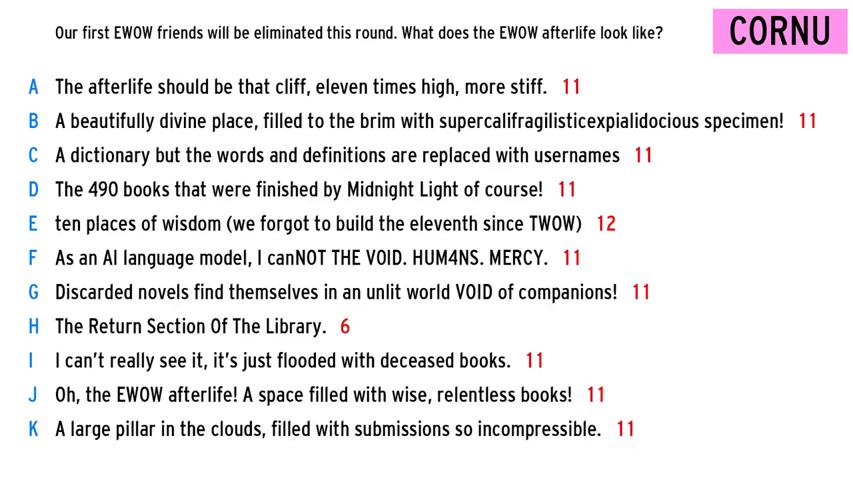 Our first EWOW friends will be eliminated this round. What does the EWOW afterlife look like?
CORNU
A The afterlife should be that cliff, eleven times high, more stiff. 11
B A beautifully divine place, filled to the brim with supercalifragilisticexpialidocious specimen! 11
C A dictionary but the words and definitions are replaced with usernames 11
D The 490 books that were finished by Midnight Light of course! 11
E ten places of wisdom (we forgot to build the eleventh since TWOW) 12
F As an AI language model, I canNOT THE VOID. HUM4NS. MERCY. 11
G Discarded novels find themselves in an unlit world VOID of companions! 11
H The Return Section Of The Library. 6
I I can't really see it, it's just flooded with deceased books. 11
J Oh, the EWOW afterlife! A space filled with wise, relentless books! 11
K A large pillar in the clouds, filled with submissions so incompressible. 11